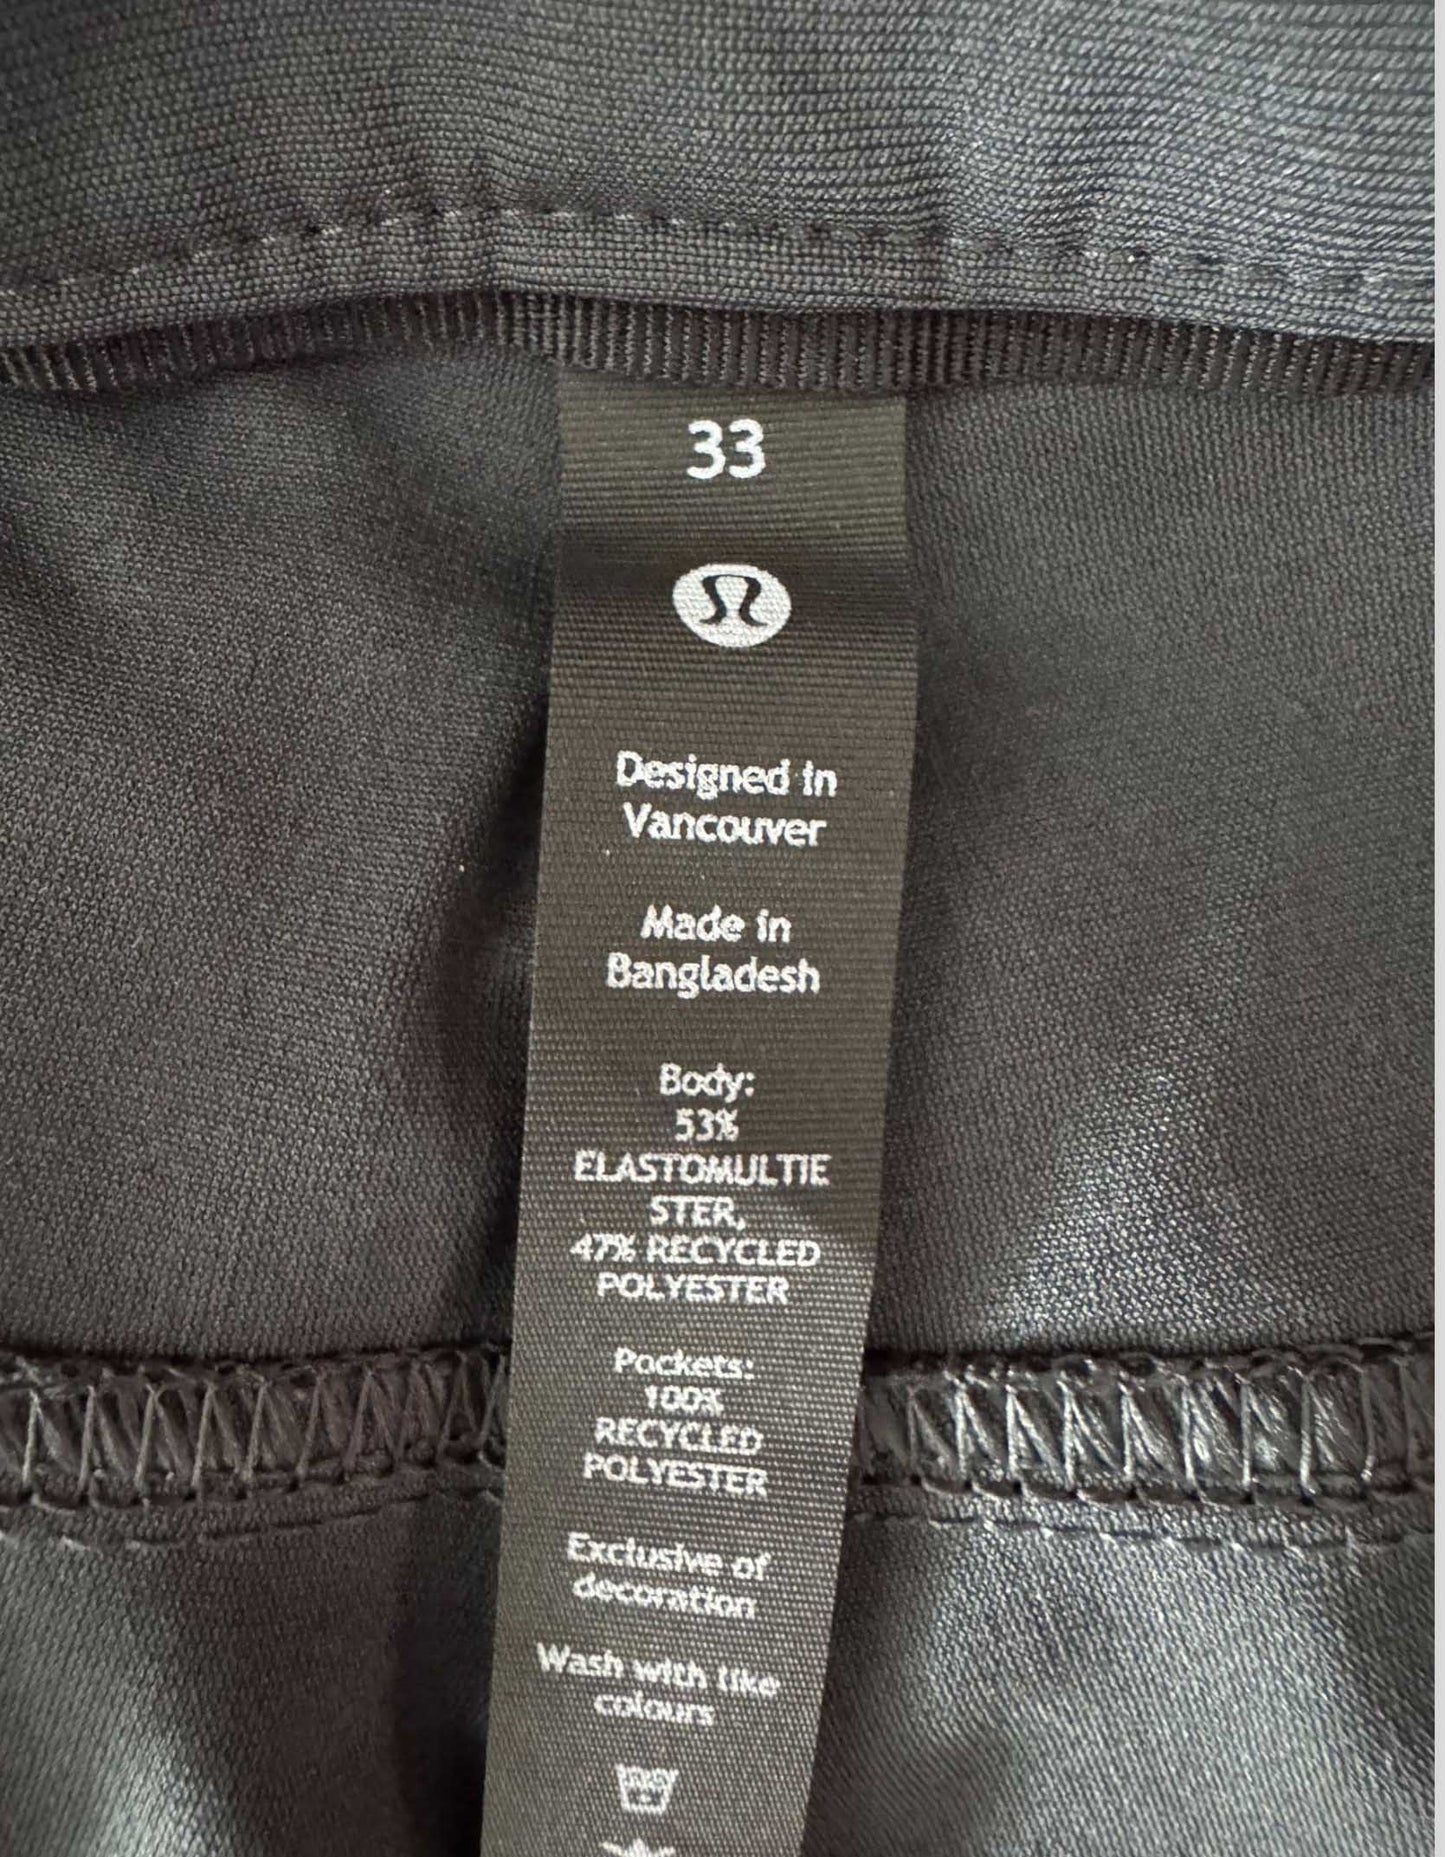 33
Designed in
Vancouver
Made in
Bangladesh
Body:
53%
ELASTOMULTIE
STER,
47% RECYCLED
POLYESTER
Pockets:
100%
RECYCLED
POLYESTER
Exclusive of
decoration
Wash with like
colours